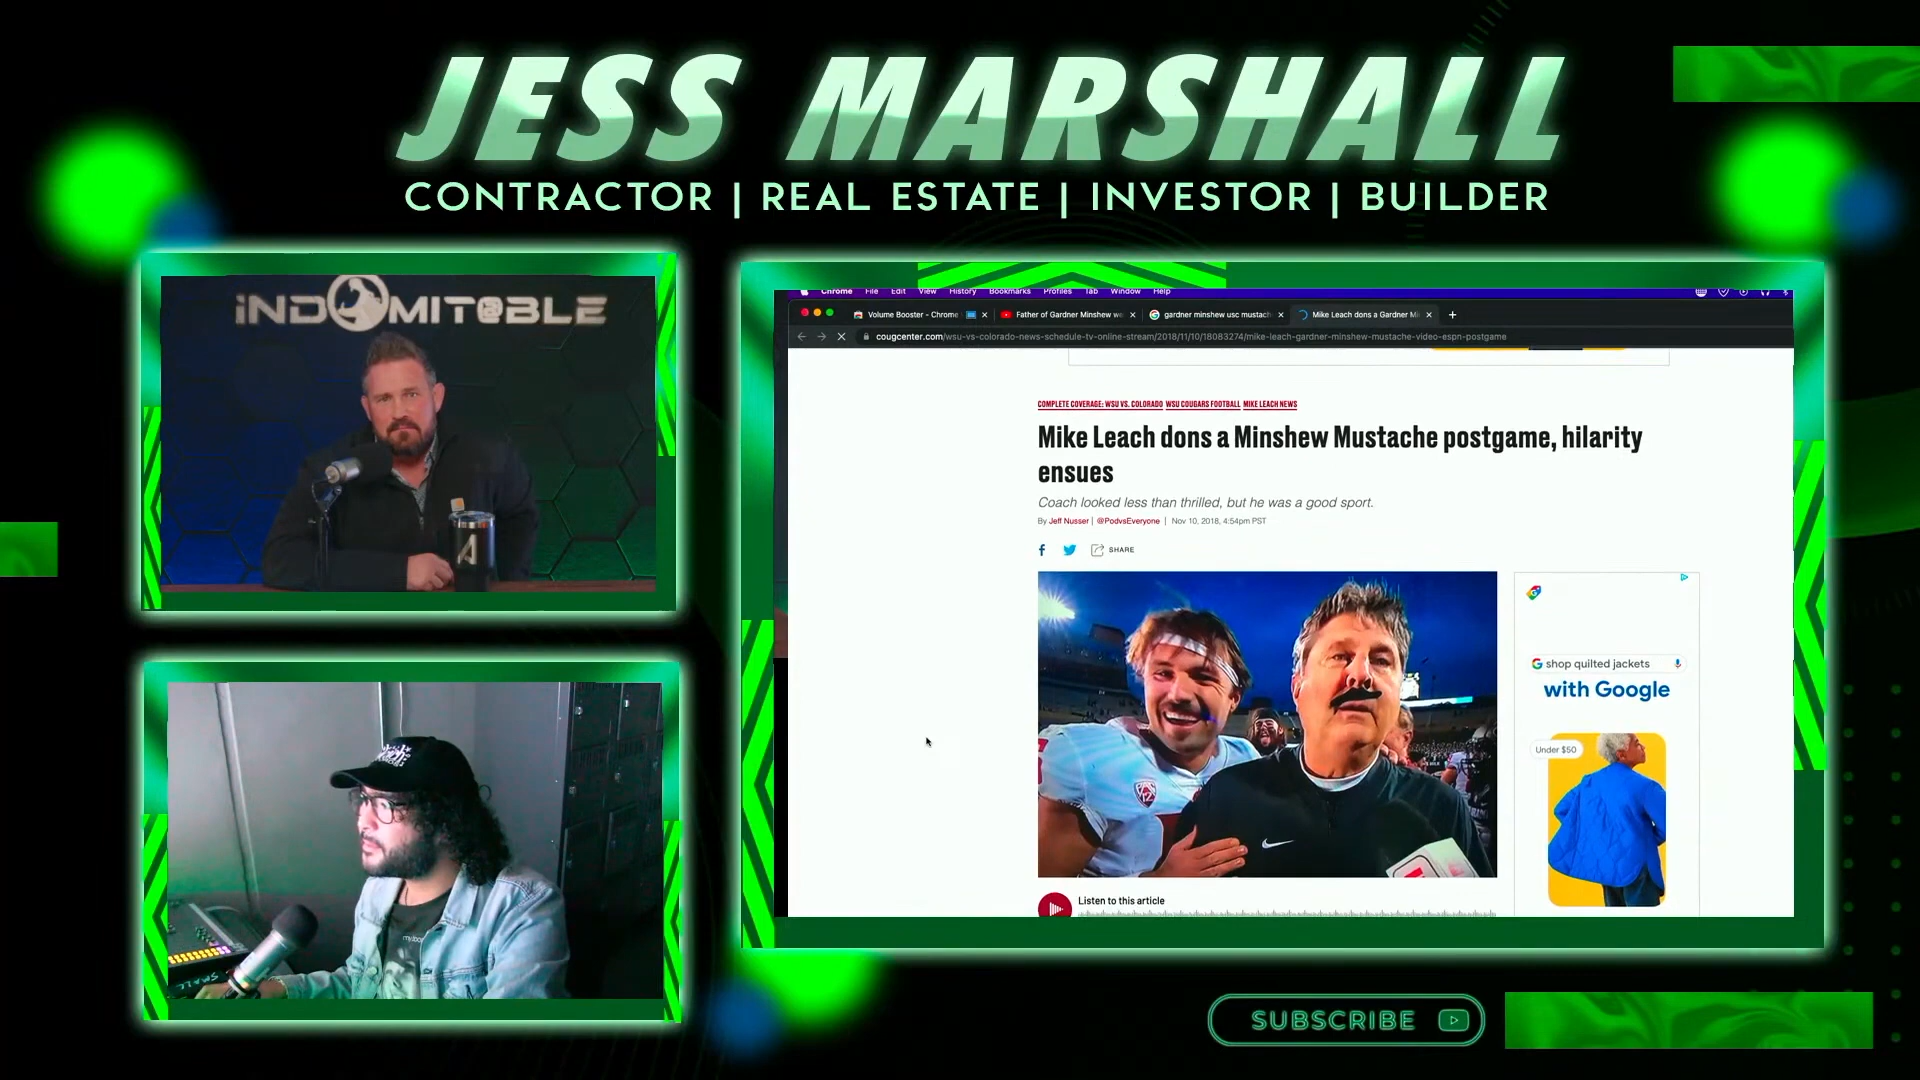 JESS MARSHALL
CONTRACTOR | REAL ESTATE | INVESTOR | BUILDER
INDOMITABLE
Chrome File Edit View History Bookmarks Profiles Tab Window Help
Volume Booster - Chrome
Father of Gardner Minshew we
gardner minshew usc mustach
Mike Leach dons a Gardner Mi
cougcenter.com/wsu-vs-colorado-news-schedule-tv-online-stream/2018/11/10/18083274/mike-leach-gardner-minshew-mustache-video-espn-postgame
COMPLETE COVERAGE: WSU VS. COLORADO WSU COUGARS FOOTBALL MIKE LEACH NEWS
Mike Leach dons a Minshew Mustache postgame, hilarity
ensues
Coach looked less than thrilled, but he was a good sport.
By Jeff Nusser | @PodvsEveryone | Nov 10, 2018, 4:54pm PST
SHARE
shop quilted jackets
with Google
Under $50
Listen to this article
SUBSCRIBE